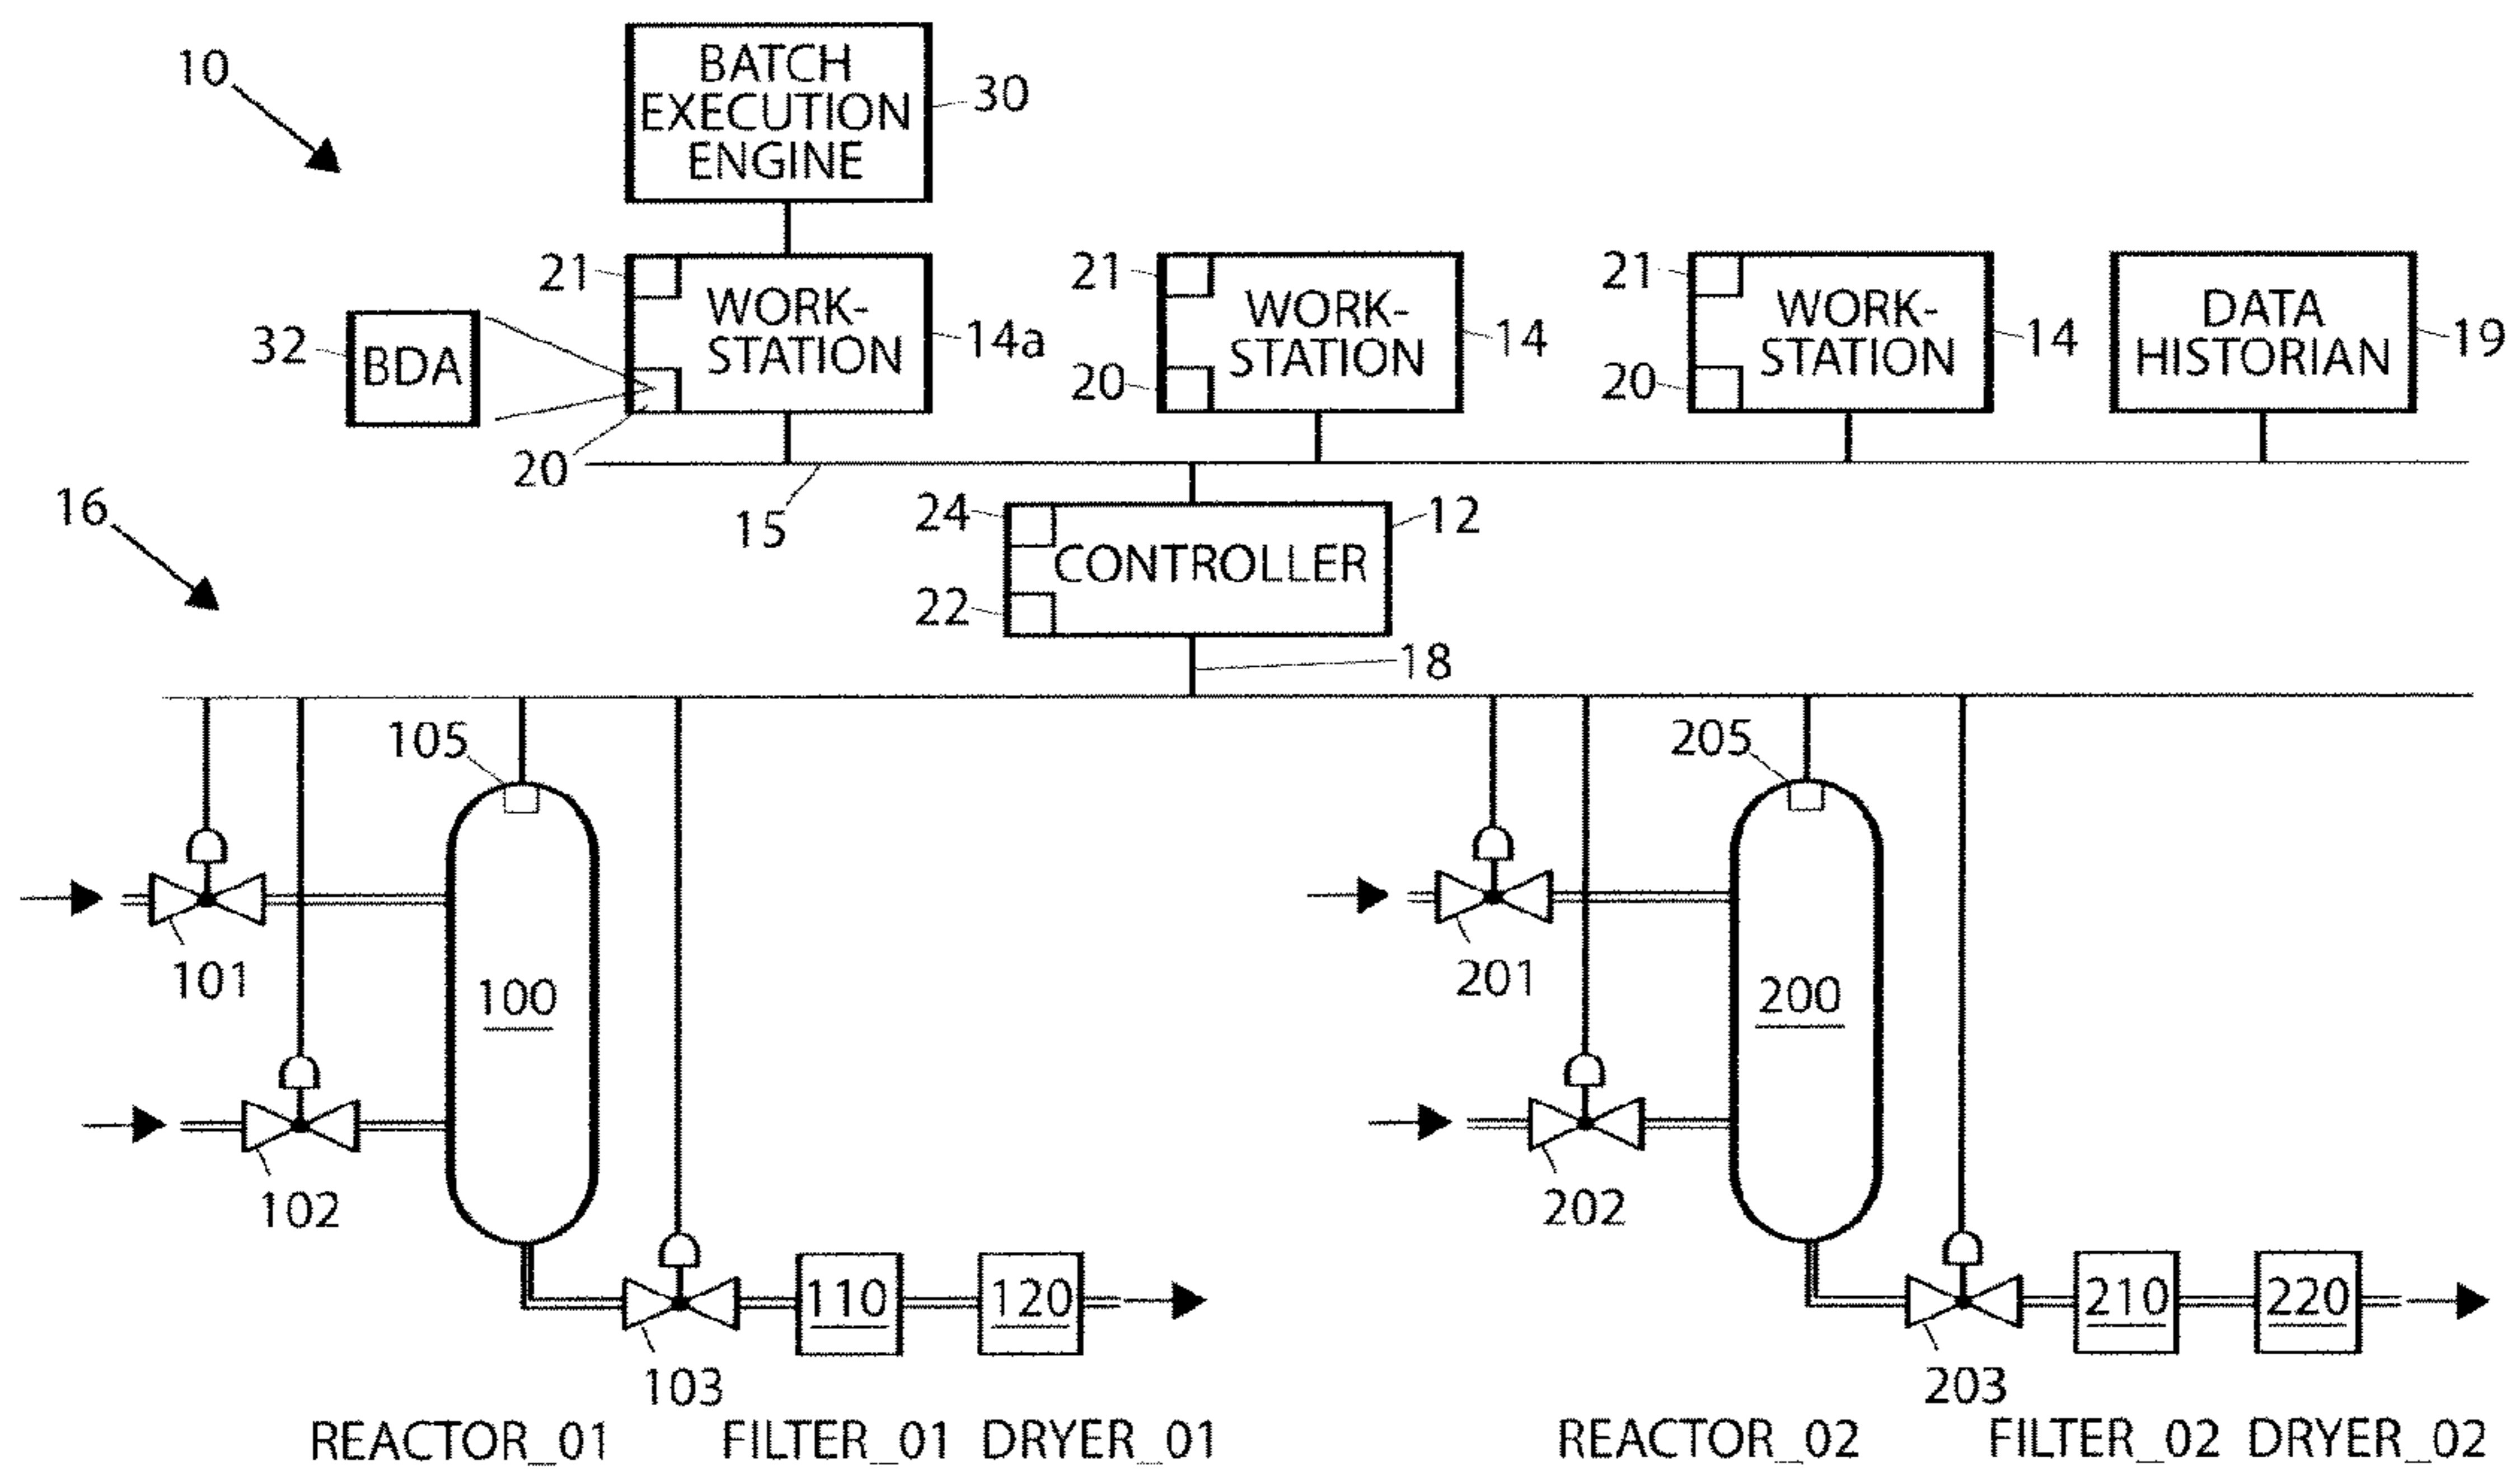 10
BATCH
EXECUTION
ENGINE
30
21
WORK-
STATION
14a
32
BDA
20
21
WORK-
STATION
14
20
21
WORK-
STATION
14
20
DATA
HISTORIAN
19
15
16
24
CONTROLLER
12
22
18
105
205
101
100
201
200
102
202
110
120
210
220
103
203
REACTOR_01
FILTER_01
DRYER_01
REACTOR_02
FILTER_02
DRYER_02